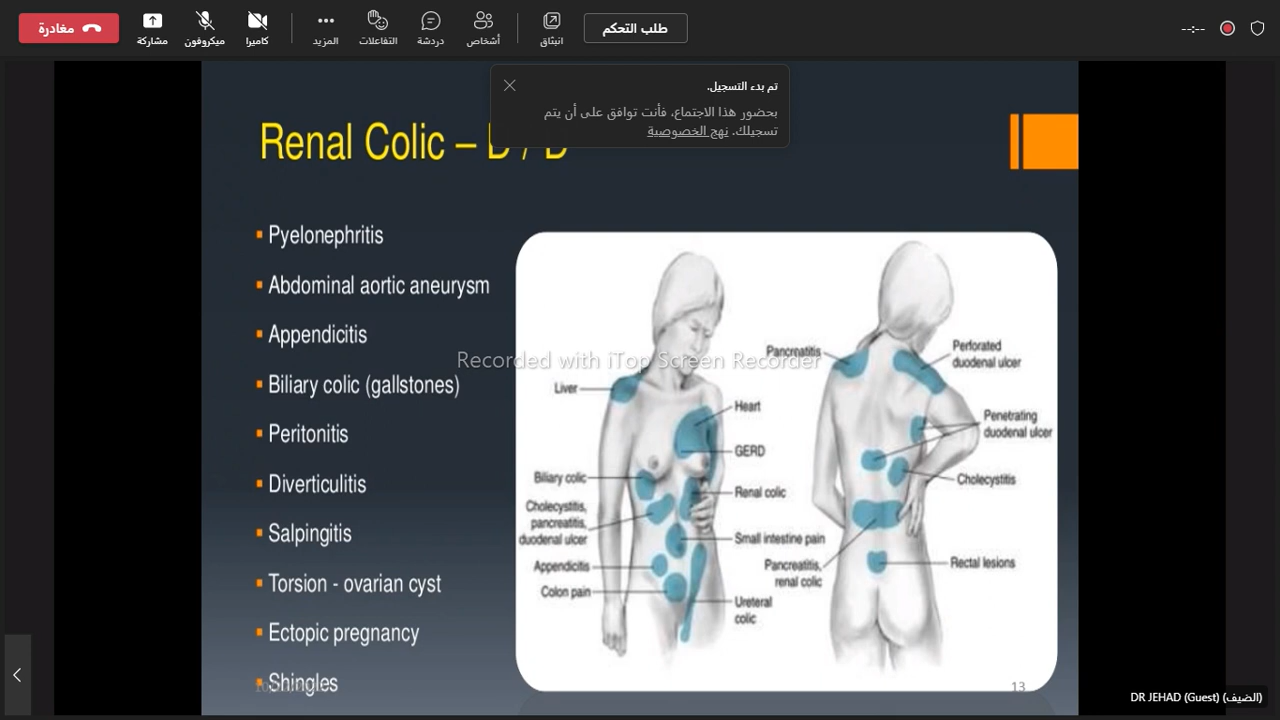 مغادرة
مشاركة
ميكروفون
كاميرا
المزيد
التفاعلات
دردشة
أشخاص
انبثاق
طلب التحكم
--:--
تم بدء التسجيل.
بحضور هذا الاجتماع، فأنت توافق على أن يتم
تسجيلك. نهج الخصوصية
Renal Colic –
Pyelonephritis
Abdominal aortic aneurysm
Appendicitis
Biliary colic (gallstones)
Peritonitis
Diverticulitis
Salpingitis
Torsion - ovarian cyst
Ectopic pregnancy
Shingles
Recorded with iTop Screen Recorder
Liver
Biliary colic
Cholecystitis,
pancreatitis,
duodenal ulcer
Appendicitis
Colon pain
Heart
GERD
Renal colic
Small intestine pain
Ureteral
colic
Pancreatitis
Pancreatitis,
renal colic
Perforated
duodenal ulcer
Penetrating
duodenal ulcer
Cholecystitis
Rectal lesions
13
DR JEHAD (Guest) (الضيف)